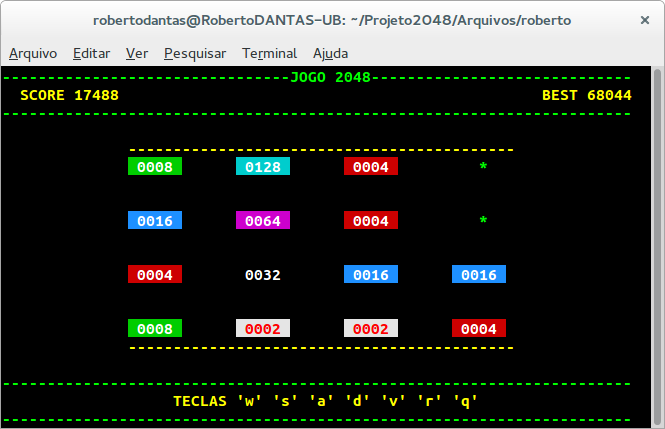 robertodantas@RobertoDANTAS-UB: ~/Projeto2048/Arquivos/roberto ×
Arquivo Editar Ver Pesquisar Terminal Ajuda
--------------------------------JOGO 2048-----------------------------
SCORE 17488 BEST 68044
----------------------------------------------------------------------
-------------------------------------------
0008 0128 0004 *
0016 0064 0004 *
0004 0032 0016 0016
0008 0002 0002 0004
-------------------------------------------
----------------------------------------------------------------------
TECLAS 'w' 's' 'a' 'd' 'v' 'r' 'q'
----------------------------------------------------------------------